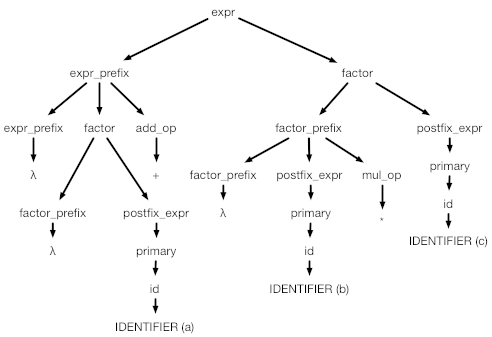 expr
expr_prefix factor
expr_prefix factor add_op factor_prefix postfix_expr
λ + factor_prefix postfix_expr mul_op primary
factor_prefix postfix_expr λ primary * id
λ primary id IDENTIFIER (c)
id IDENTIFIER (b)
IDENTIFIER (a)